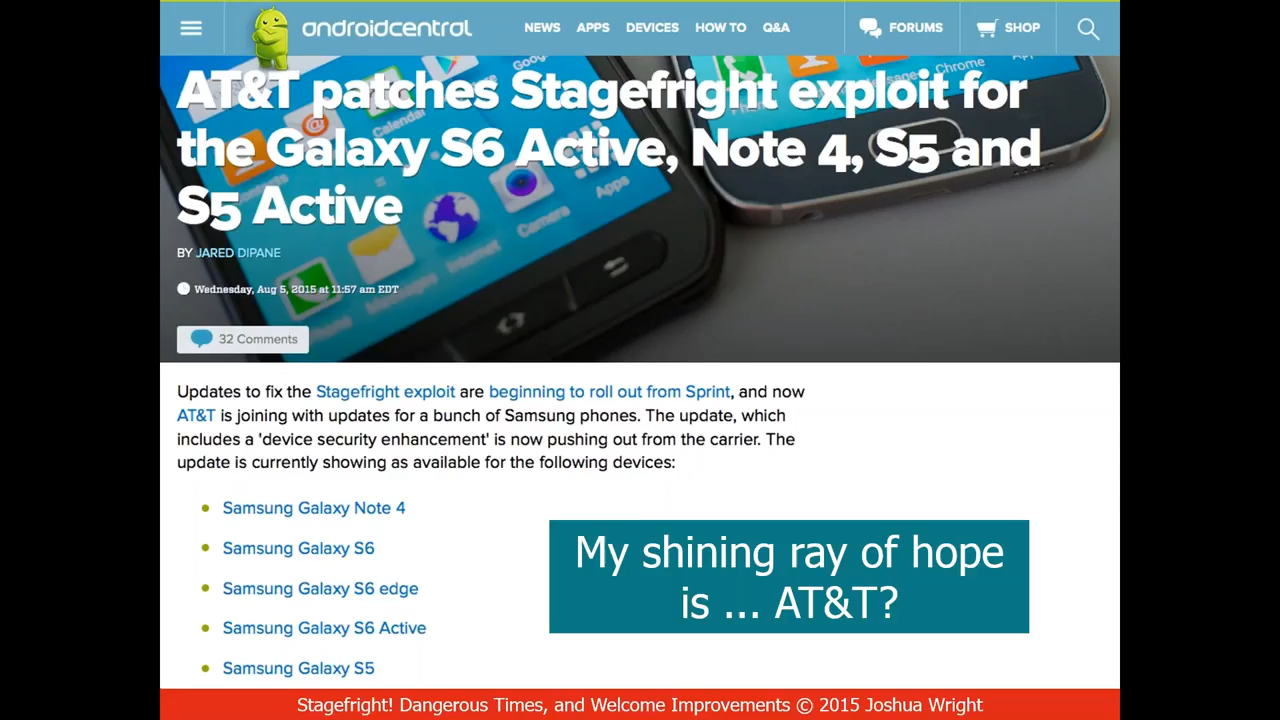 androidcentral
NEWS APPS DEVICES HOW TO Q&A FORUMS SHOP
AT&T patches Stagefright exploit for
the Galaxy S6 Active, Note 4, S5 and
S5 Active
BY JARED DIPANE
Wednesday, Aug 5, 2015 at 11:57 am EDT
32 Comments
Updates to fix the Stagefright exploit are beginning to roll out from Sprint, and now
AT&T is joining with updates for a bunch of Samsung phones. The update, which
includes a 'device security enhancement' is now pushing out from the carrier. The
update is currently showing as available for the following devices:
Samsung Galaxy Note 4
Samsung Galaxy S6
Samsung Galaxy S6 edge
Samsung Galaxy S6 Active
Samsung Galaxy S5
My shining ray of hope
is ... AT&T?
Calendar
Chrome
Camera
Apps
Internet
Stagefright! Dangerous Times, and Welcome Improvements © 2015 Joshua Wright